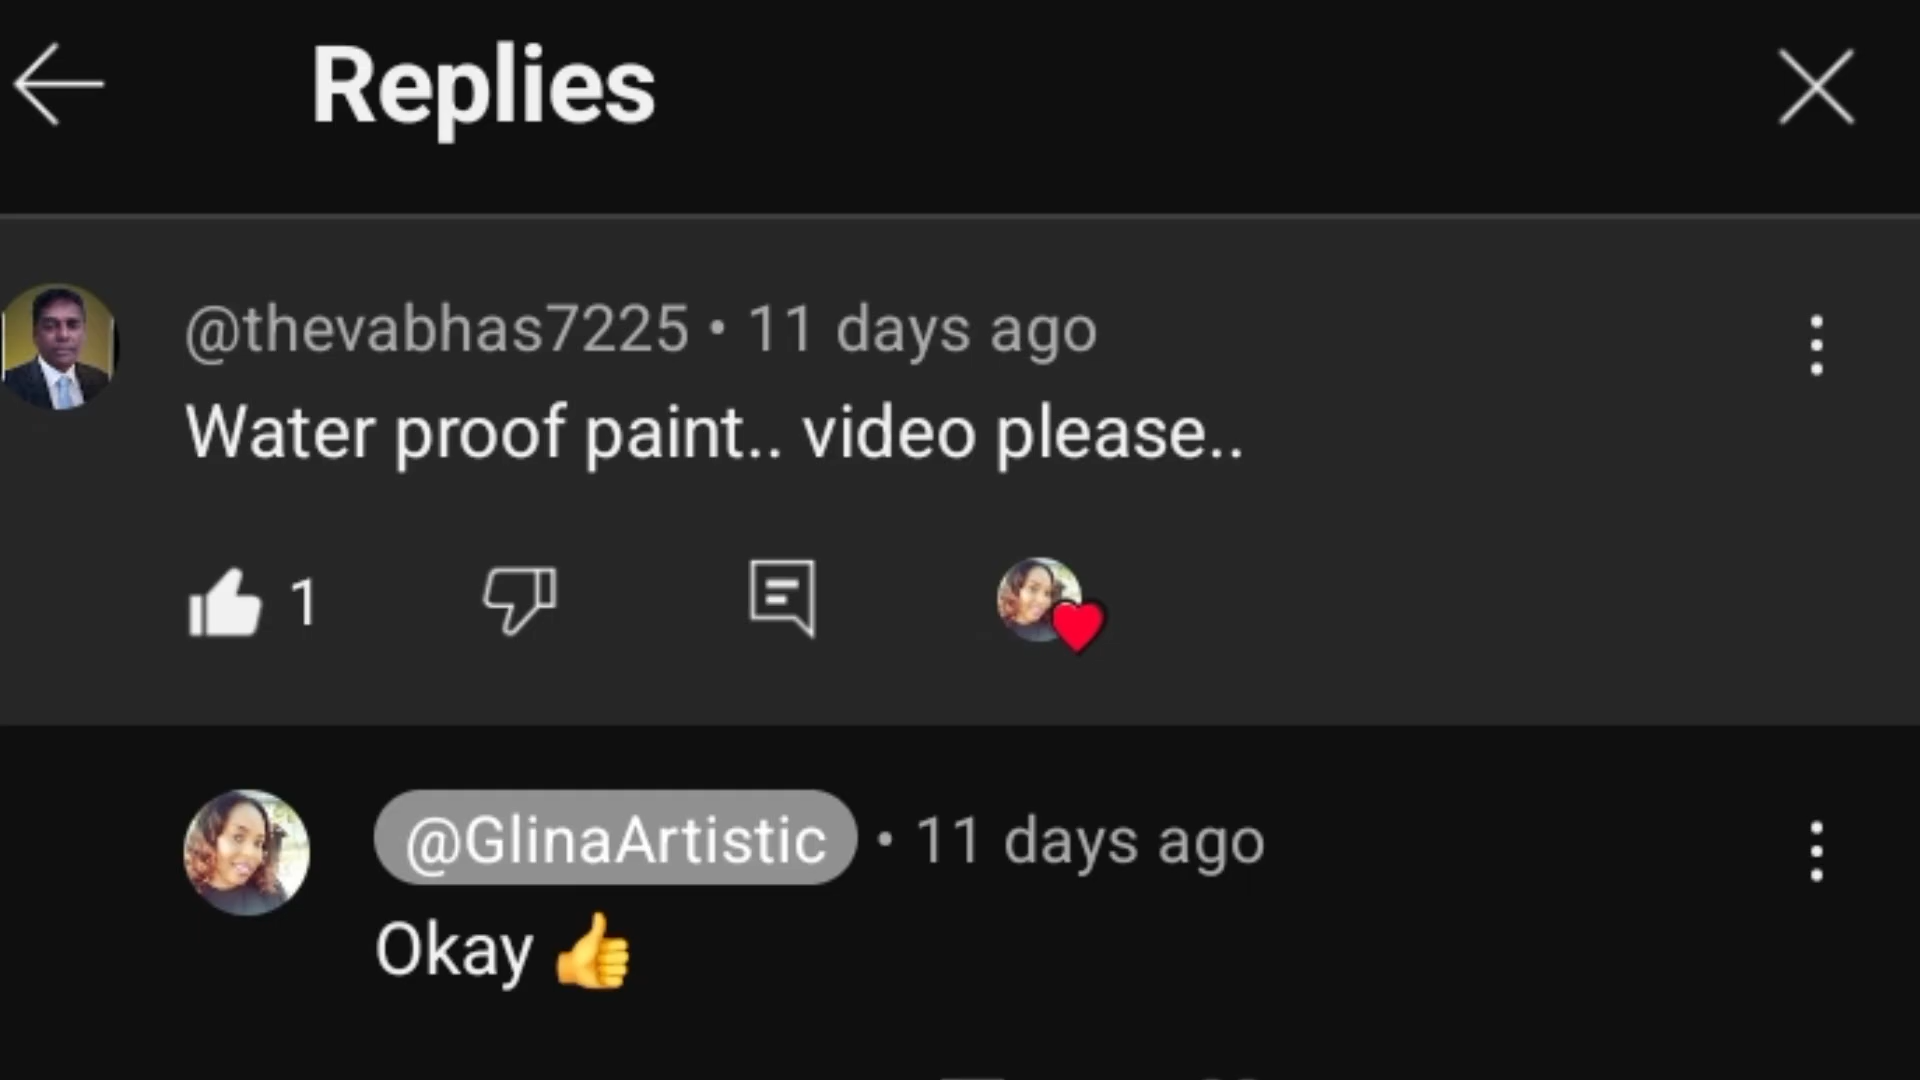 Replies
@thevabhas7225 • 11 days ago
Water proof paint.. video please..
1
@GlinaArtistic • 11 days ago
Okay 👍